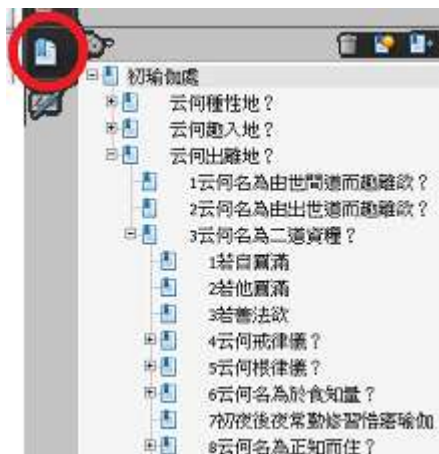 初瑜伽處
云何種性地？
云何趣入地？
云何出離地？
1云何名為由世間道而趣離欲？
2云何名為由出世道而趣離欲？
3云何名為二道資糧？
1若自圓滿
2若他圓滿
3若善法欲
4云何戒律儀？
5云何根律儀？
6云何名為於食知量？
7初夜後夜常勤修習悟寤瑜伽
8云何名為正知而住？